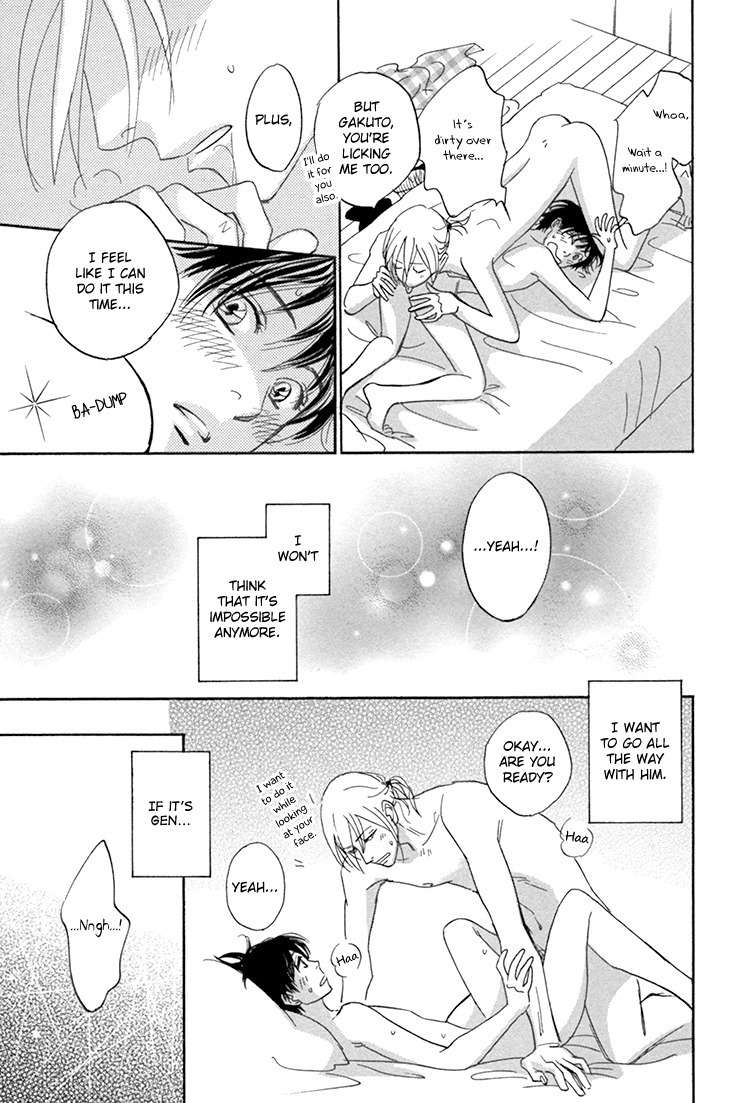 Whoa,
Wait a
minute...!
It's
dirty over
there...
BUT
GAKUTO,
YOU'RE
LICKING
ME TOO.
I'll do
it for
you
also.
PLUS,
I FEEL
LIKE I CAN
DO IT THIS
TIME...
BA-DUMP
...YEAH...!
I
WON'T
THINK
THAT IT'S
IMPOSSIBLE
ANYMORE.
I WANT
TO GO ALL
THE WAY
WITH HIM.
OKAY...
ARE YOU
READY?
I want
to do it
while
looking
at your
face.
Haa
YEAH...
Haa
IF IT'S
GEN...
...Nngh...!